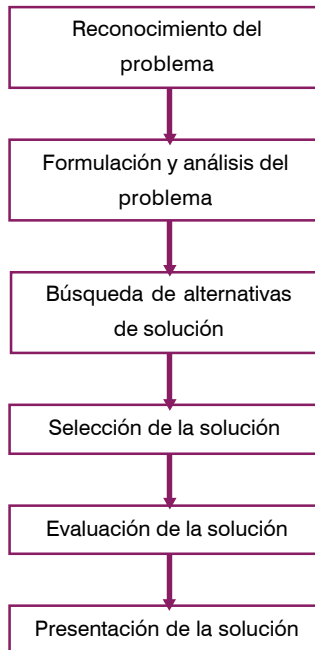 Reconocimiento del
problema
Formulación y análisis del
problema
Búsqueda de alternativas
de solución
Selección de la solución
Evaluación de la solución
Presentación de la solución